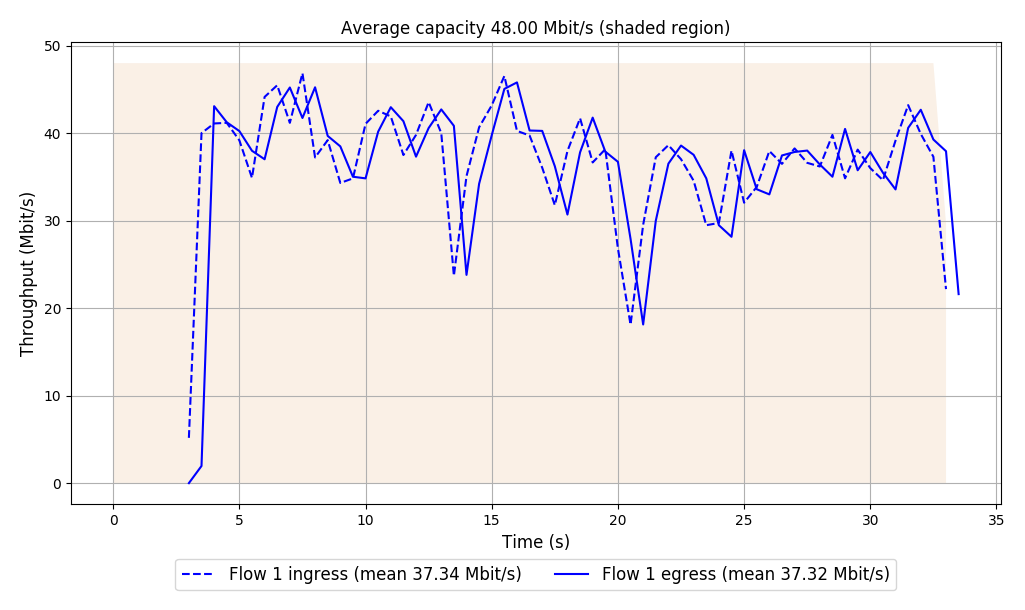 Average capacity 48.00 Mbit/s (shaded region)
Throughput (Mbit/s)
50
40
30
20
10
0
0 5 10 15 20 25 30 35
Time (s)
Flow 1 ingress (mean 37.34 Mbit/s) Flow 1 egress (mean 37.32 Mbit/s)